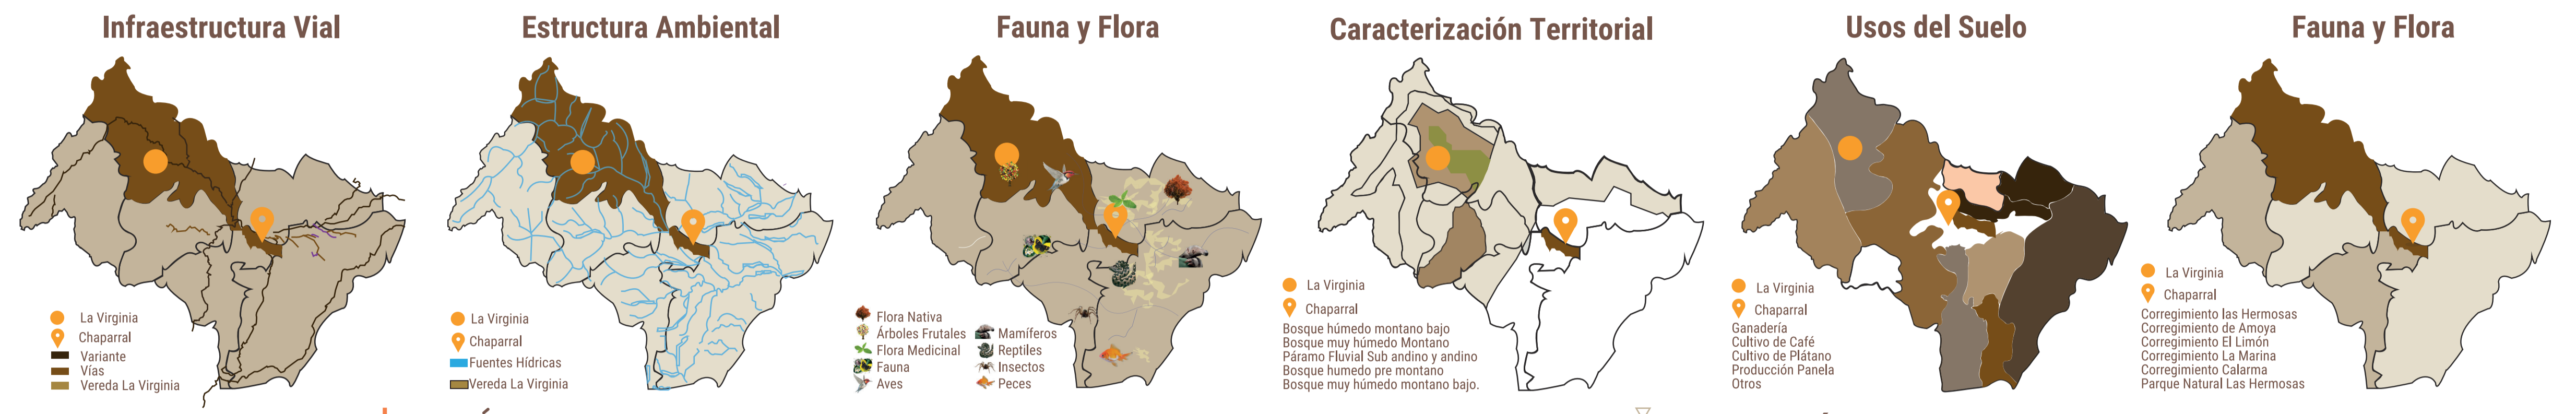 Infraestructura Vial
La Virginia
Chaparral
Variante
Vías
Vereda La Virginia
Estructura Ambiental
La Virginia
Chaparral
Fuentes Hídricas
Vereda La Virginia
Fauna y Flora
Flora Nativa
Árboles Frutales
Flora Medicinal
Fauna
Aves
Mamíferos
Reptiles
Insectos
Peces
Caracterización Territorial
La Virginia
Chaparral
Bosque húmedo montano bajo
Bosque muy húmedo Montano
Páramo Fluvial Sub andino y andino
Bosque humedo pre montano
Bosque muy húmedo montano bajo.
Usos del Suelo
La Virginia
Chaparral
Ganadería
Cultivo de Café
Cultivo de Plátano
Producción Panela
Otros
Fauna y Flora
La Virginia
Chaparral
Corregimiento las Hermosas
Corregimiento de Amoya
Corregimiento El Limón
Corregimiento La Marina
Corregimiento Calarma
Parque Natural Las Hermosas